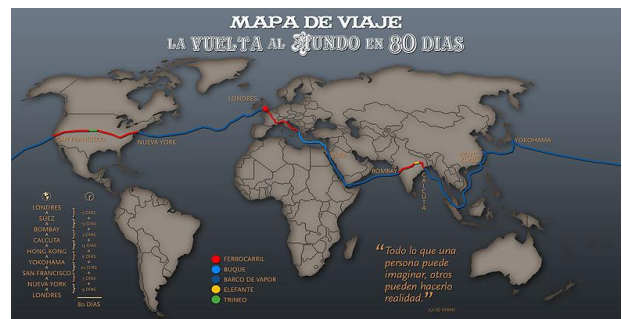 MAPA DE VIAJE
LA VUELTA AL MUNDO EN 80 DIAS
LONDRES
SAN FRANCISCO
NUEVA YORK
YOKOHAMA
BOMBAY
CALCUTA
LONDRES
A
SUEZ
A
BOMBAY
A
CALCUTA
A
HONG KONG
A
YOKOHAMA
A
SAN FRANCISCO
A
NUEVA YORK
A
LONDRES
80 DÍAS
FERROCARRIL
BUQUE
BARCO DE VAPOR
ELEFANTE
TRINEO
“Todo lo que una
persona puede
imaginar, otros
pueden hacerlo
realidad.”
JULIO VERNE